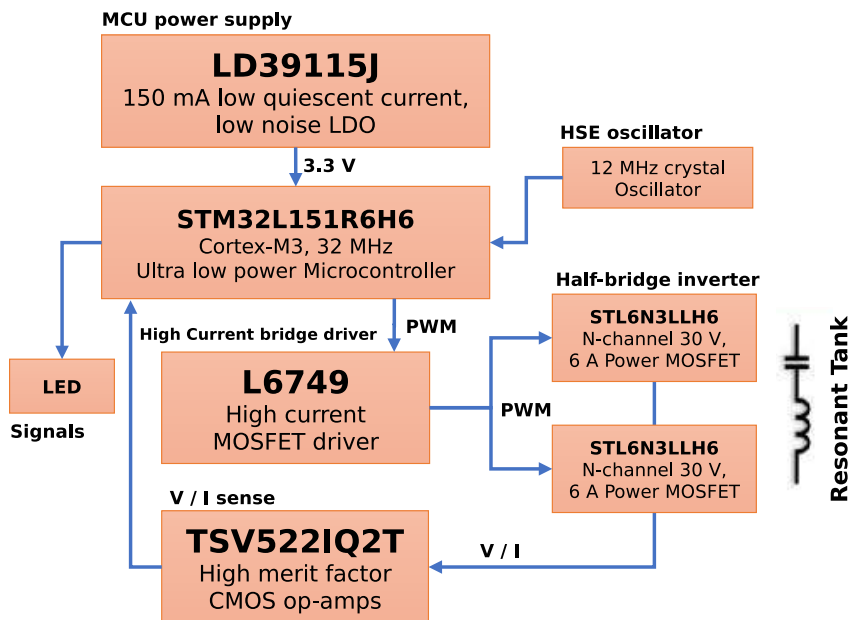 MCU power supply
LD39115J
150 mA low quiescent current,
low noise LDO
3.3 V
HSE oscillator
12 MHz crystal
Oscillator
STM32L151R6H6
Cortex-M3, 32 MHz
Ultra low power Microcontroller
PWM
High Current bridge driver
L6749
High current
MOSFET driver
LED
Signals
PWM
Half-bridge inverter
STL6N3LLH6
N-channel 30 V,
6 A Power MOSFET
STL6N3LLH6
N-channel 30 V,
6 A Power MOSFET
Resonant Tank
V / I sense
TSV522IQ2T
High merit factor
CMOS op-amps
V / I